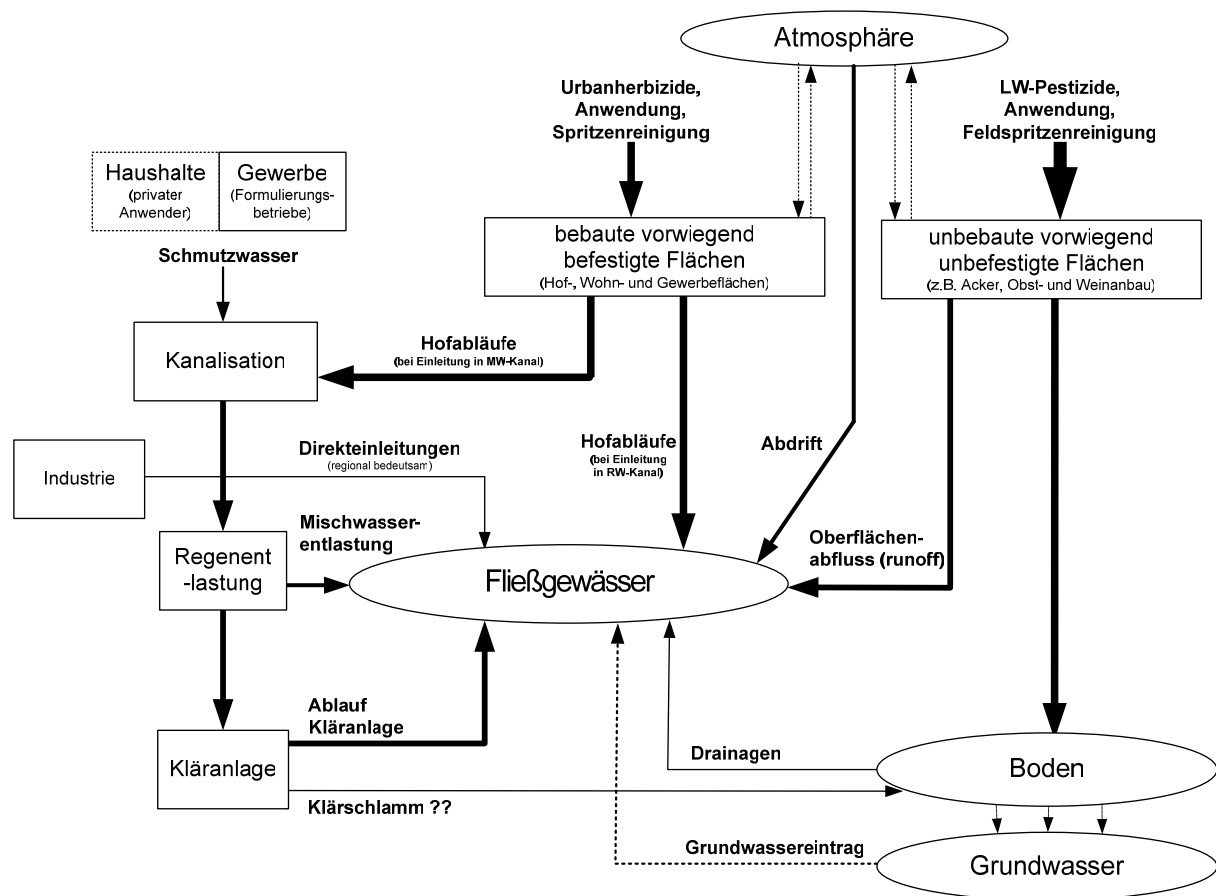 Atmosphäre
Urbanherbizide,
Anwendung,
Spritzenreinigung
LW-Pestizide,
Anwendung,
Feldspritzenreinigung
Haushalte
(privater
Anwender)
Gewerbe
(Formulierungs-
betriebe)
Schmutzwasser
bebaute vorwiegend
befestigte Flächen
(Hof-, Wohn- und Gewerbeflächen)
unbebaute vorwiegend
unbefestigte Flächen
(z.B. Acker, Obst- und Weinanbau)
Kanalisation
Hofabläufe
(bei Einleitung in MW-Kanal)
Industrie
Direkteinleitungen
(regional bedeutsam)
Hofabläufe
(bei Einleitung
in RW-Kanal)
Abdrift
Regenent
-lastung
Mischwasser-
entlastung
Fließgewässer
Oberflächen-
abfluss (runoff)
Ablauf
Kläranlage
Kläranlage
Drainagen
Boden
Klärschlamm ??
Grundwassereintrag
Grundwasser